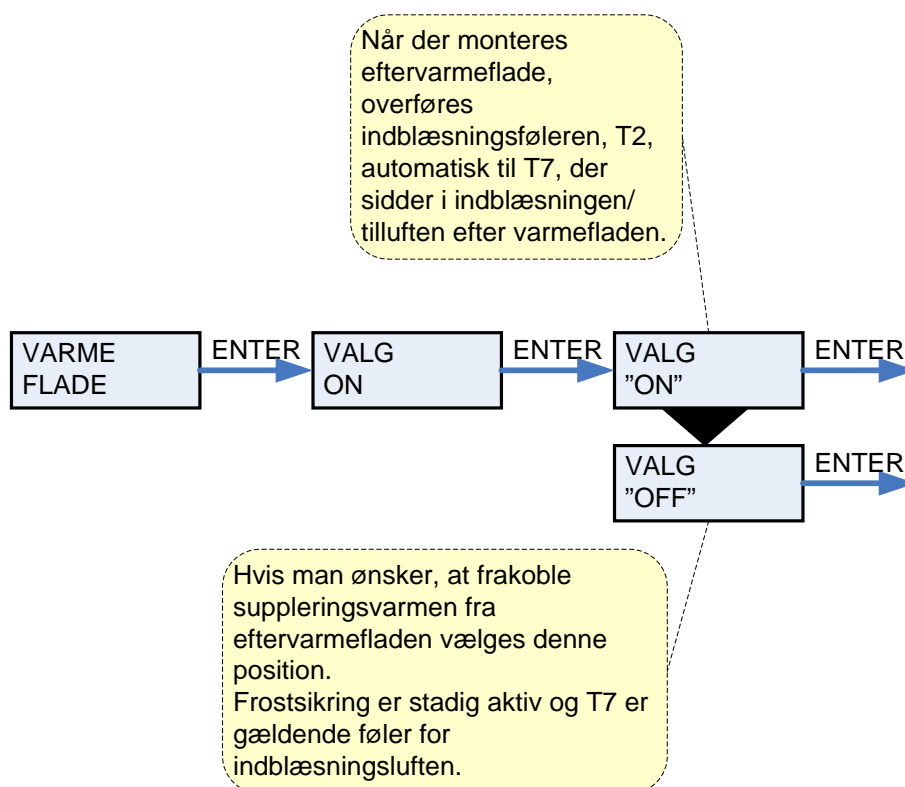 Når der monteres
eftervarmeflade,
overføres
indblæsningsføleren, T2,
automatisk til T7, der
sidder i indblæsningen/
tilluften efter varmefladen.
VARME
FLADE
ENTER
VALG
ON
ENTER
VALG
”ON”
ENTER
VALG
”OFF”
ENTER
Hvis man ønsker, at frakoble
suppleringsvarmen fra
eftervarmefladen vælges denne
position.
Frostsikring er stadig aktiv og T7 er
gældende føler for
indblæsningsluften.